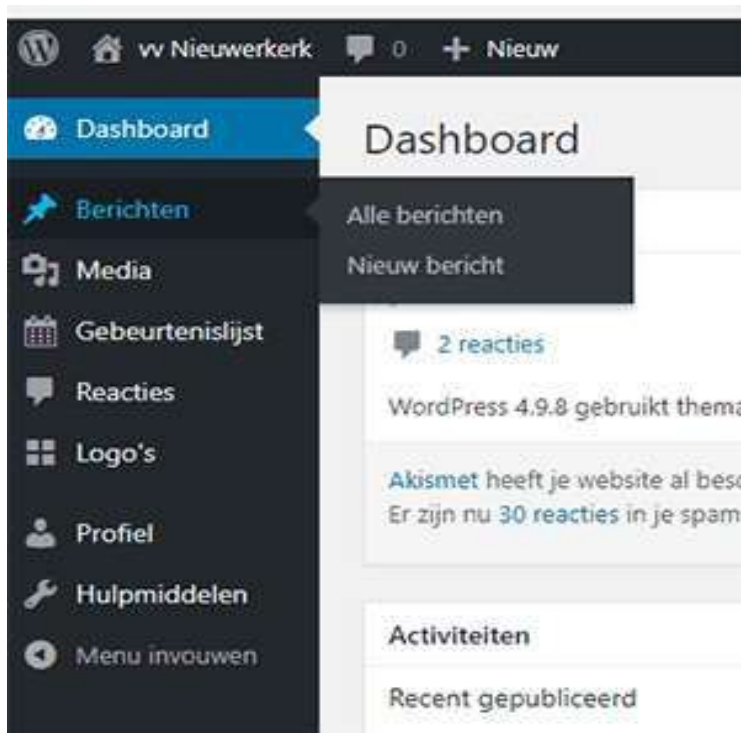 vv Nieuwerkerk 0 + Nieuw
Dashboard
Berichten
Media
Gebeurtenislijst
Reacties
Logo's
Profiel
Hulpmiddelen
Menu invouwen
Dashboard
Alle berichten
Nieuw bericht
2 reacties
WordPress 4.9.8 gebruikt thema
Akismet heeft je website al besc
Er zijn nu 30 reacties in je spam
Activiteiten
Recent gepubliceerd